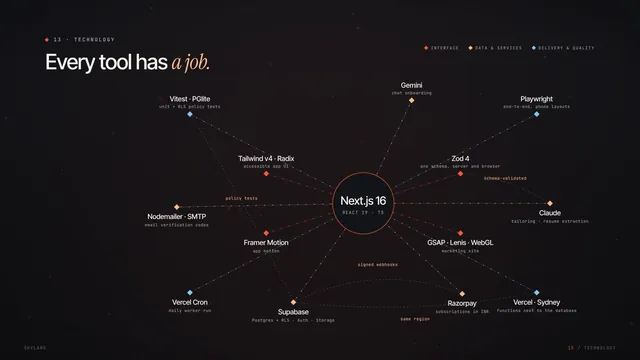 13 · TECHNOLOGY
Every tool has a job.
INTERFACE
DATA & SERVICES
DELIVERY & QUALITY
Gemini
chat onboarding
Vitest · PGlite
unit + RLS policy tests
Playwright
end-to-end, phone layouts
Tailwind v4 · Radix
accessible app UI
Zod 4
one schema, server and browser
schema-validated
policy tests
Next.js 16
REACT 19 · TS
Nodemailer · SMTP
email verification codes
Claude
tailoring · resume extraction
Framer Motion
app motion
GSAP · Lenis · WebGL
marketing site
signed webhooks
Vercel Cron
daily worker run
Supabase
Postgres + RLS · Auth · Storage
Razorpay
subscriptions in INR
Vercel · Sydney
functions next to the database
same region
SKYLARK
/ TECHNOLOGY